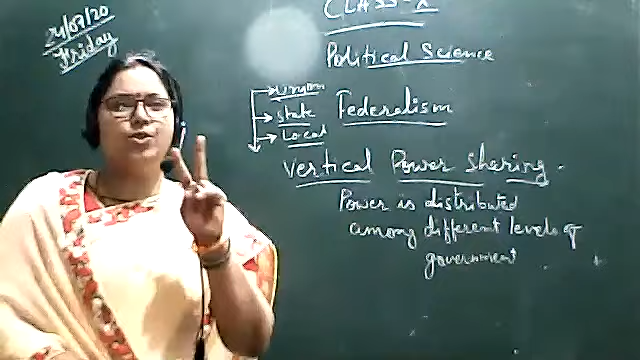 24/07/20
Friday
CLASS-X
Political Science
Union
State
Local
Federalism
Vertical Power Sharing.
Power is distributed
among different levels of
government